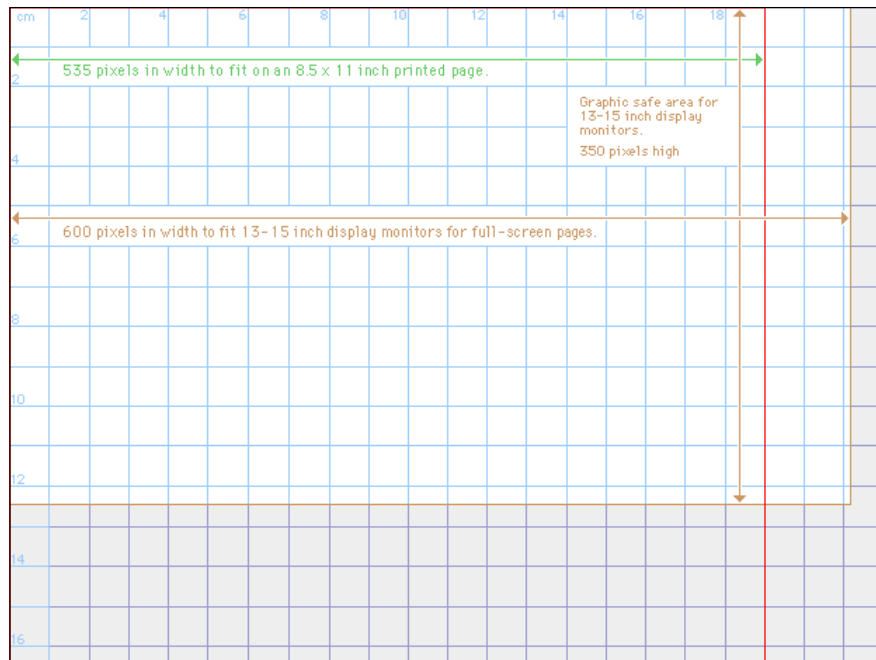 cm 2 4 6 8 10 12 14 16 18
535 pixels in width to fit on an 8.5 x 11 inch printed page.
2
Graphic safe area for
13-15 inch display
monitors.
350 pixels high
4
600 pixels in width to fit 13-15 inch display monitors for full-screen pages.
6
8
10
12
14
16